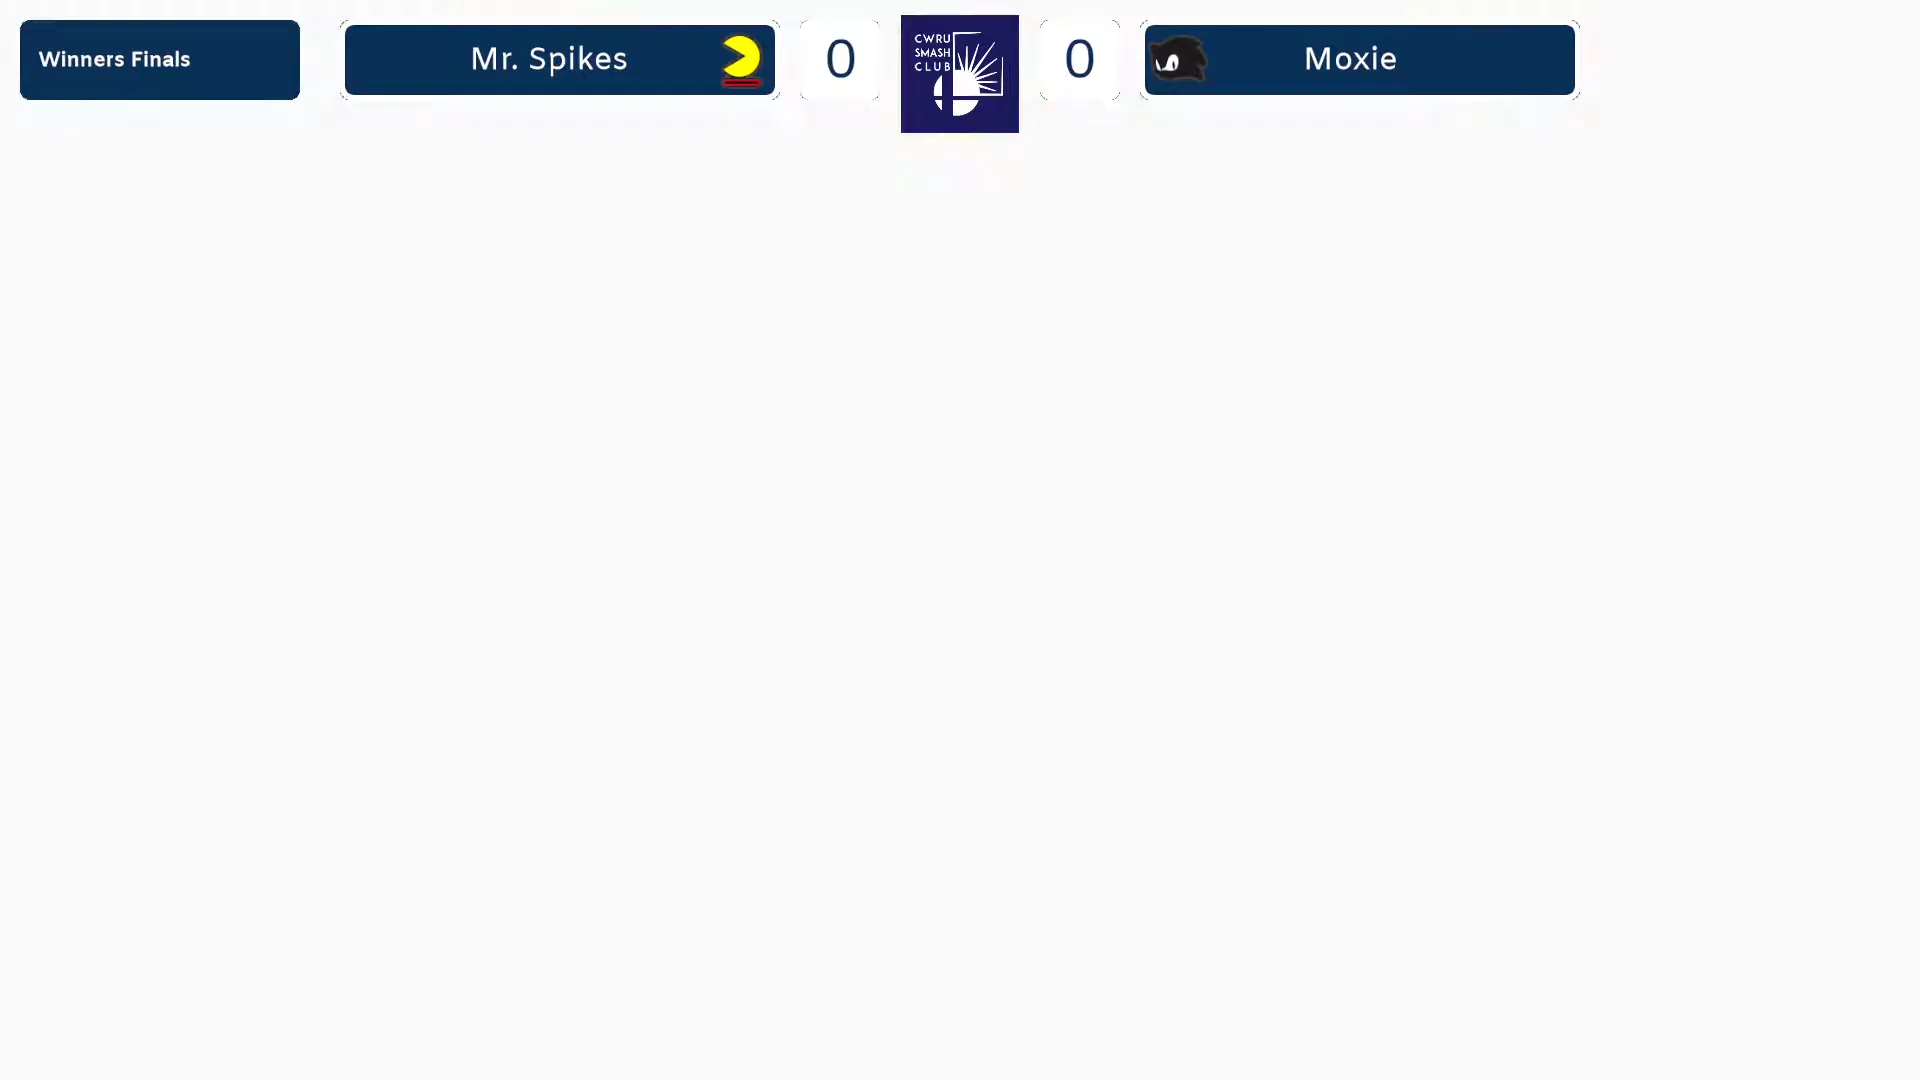 Winners Finals
Mr. Spikes
0
CWRU
SMASH
CLUB
0
Moxie